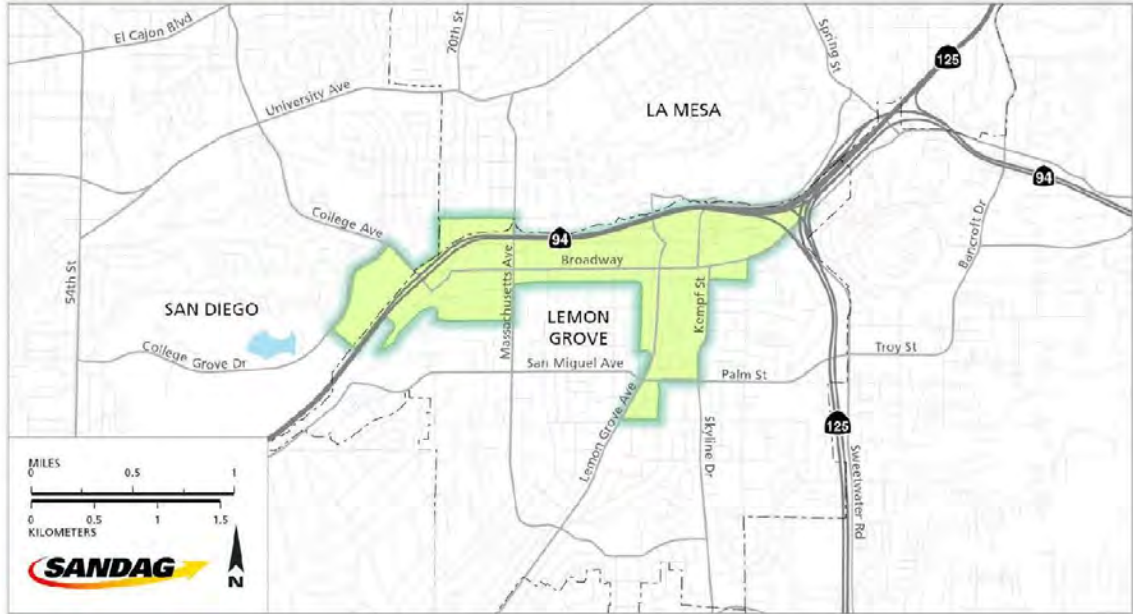 El Cajon Blvd
70th St
Spring St
125
University Ave
LA MESA
94
College Ave
94
Bancroft Dr
54th St
Massachusetts Ave
Broadway
SAN DIEGO
Kempf St
LEMON
GROVE
College Grove Dr
San Miguel Ave
Troy St
Palm St
Lemon Grove Ave
Skyline Dr
125
Sweetwater Rd
MILES
0 0.5 1
0 0.5 1 1.5
KILOMETERS
SANDAG
N